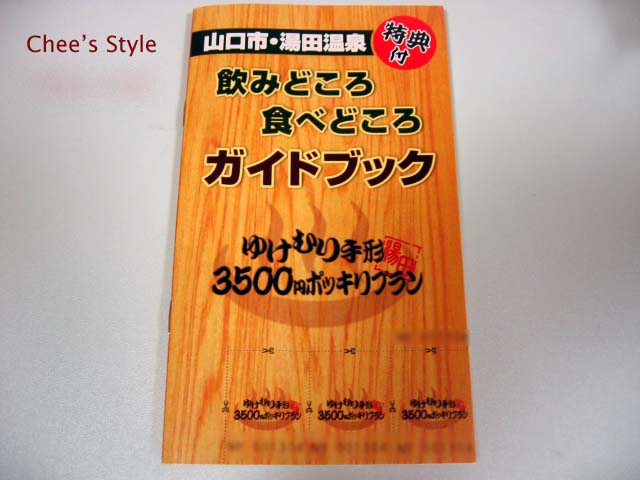 Chee's Style
山口市・湯田温泉
特典付
飲みどころ
食べどころ
ガイドブック
ゆけむり手形
湯田
3500円ポッキリプラン
ゆけむり手形
3500円ポッキリプラン
ゆけむり手形
3500円ポッキリプラン
ゆけむり手形
3500円ポッキリプラン